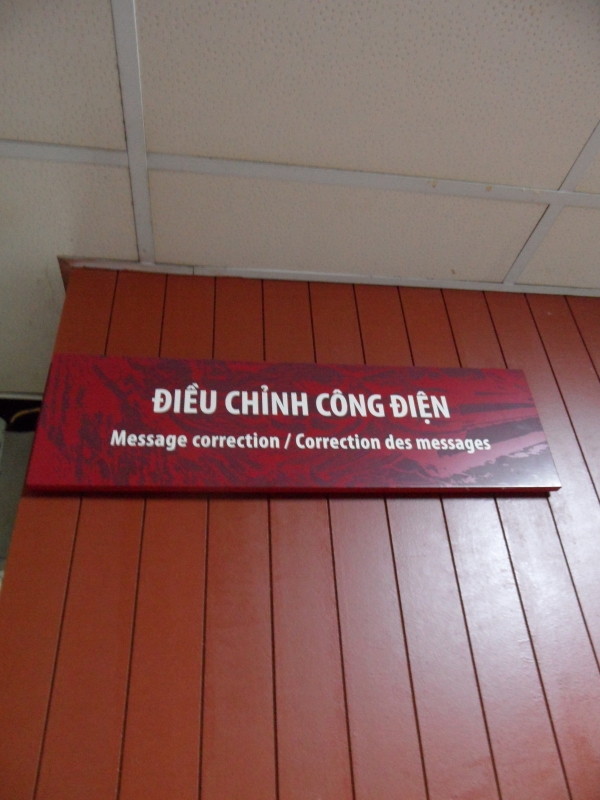 ĐIỀU CHỈNH CÔNG ĐIỆN
Message correction / Correction des messages